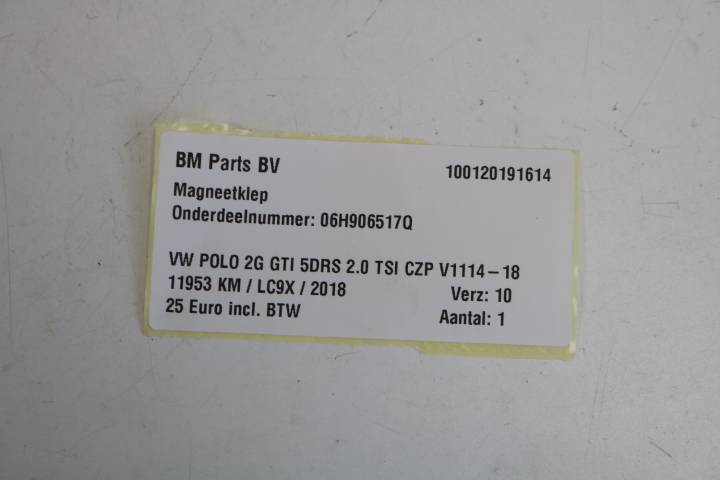 BM Parts BV 100120191614
Magneetklep
Onderdeelnummer: 06H906517Q
VW POLO 2G GTI 5DRS 2.0 TSI CZP V1114-18
11953 KM / LC9X / 2018 Verz: 10
25 Euro incl. BTW Aantal: 1